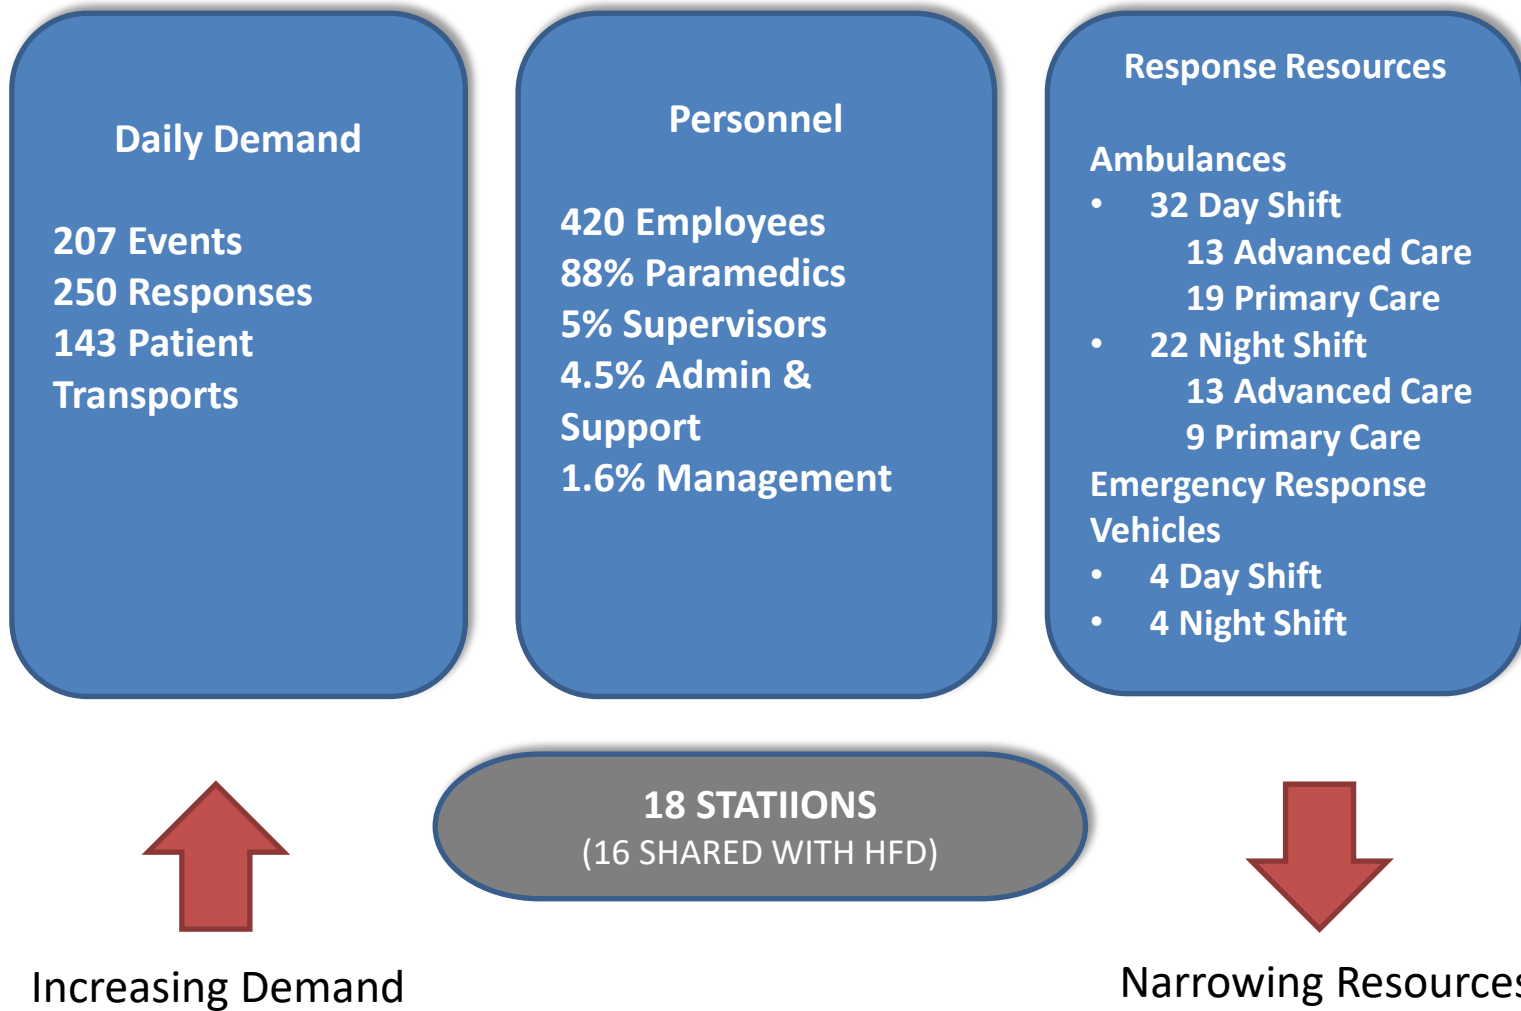 Daily Demand
207 Events
250 Responses
143 Patient
Transports
Personnel
420 Employees
88% Paramedics
5% Supervisors
4.5% Admin &
Support
1.6% Management
Response Resources
Ambulances
• 32 Day Shift
13 Advanced Care
19 Primary Care
• 22 Night Shift
13 Advanced Care
9 Primary Care
Emergency Response
Vehicles
• 4 Day Shift
• 4 Night Shift
18 STATIIONS
(16 SHARED WITH HFD)
Increasing Demand
Narrowing Resources